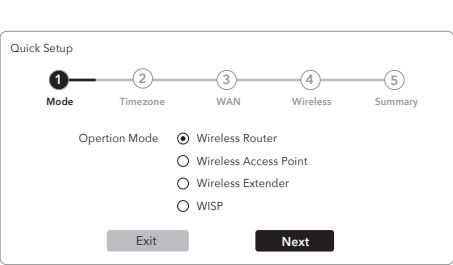 Quick Setup
1 2 3 4 5
Mode Timezone WAN Wireless Summary
Opertion Mode Wireless Router
Wireless Access Point
Wireless Extender
WISP
Exit Next